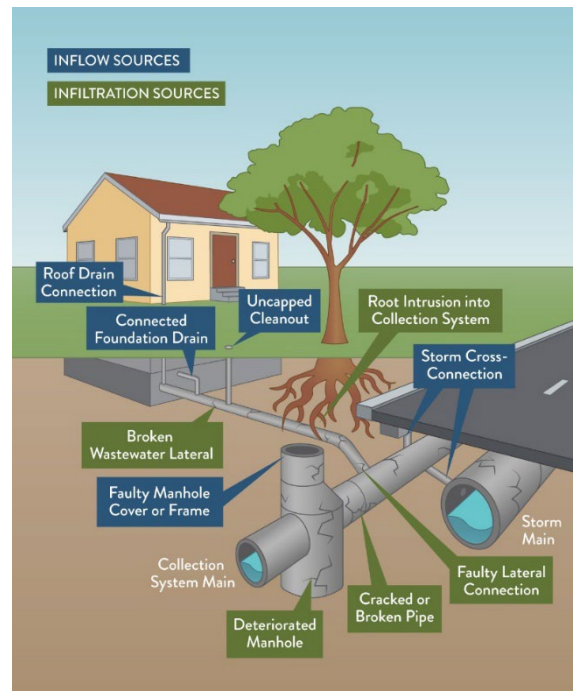 INFLOW SOURCES
INFILTRATION SOURCES
Roof Drain
Connection
Uncapped
Cleanout
Root Intrusion into
Collection System
Connected
Foundation Drain
Storm Cross-
Connection
Broken
Wastewater Lateral
Faulty Manhole
Cover or Frame
Storm
Main
Collection
System Main
Faulty Lateral
Connection
Cracked or
Broken Pipe
Deteriorated
Manhole